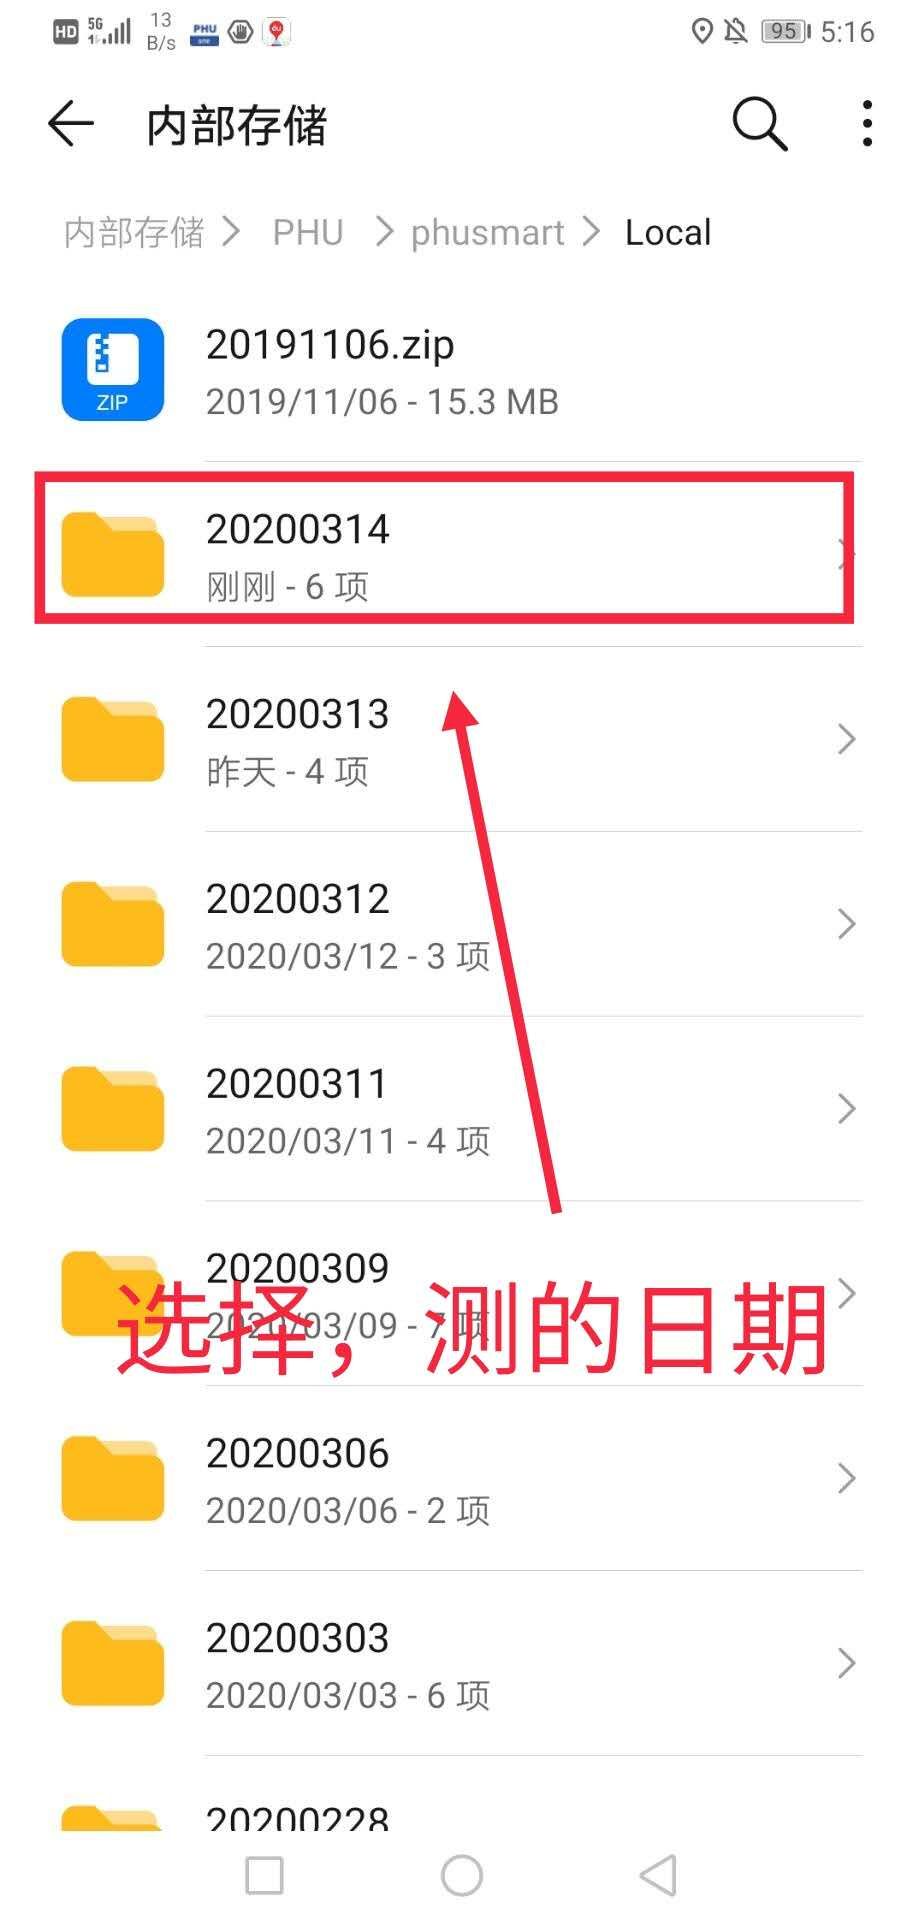 HD 5G 13 B/s PHU one 95 5:16
内部存储
内部存储 > PHU > phusmart > Local
20191106.zip
ZIP
2019/11/06 - 15.3 MB
20200314
刚刚 - 6 项
20200313
昨天 - 4 项
20200312
2020/03/12 - 3 项
20200311
2020/03/11 - 4 项
20200309
2020/03/09 - 7 项
选择，测的日期
20200306
2020/03/06 - 2 项
20200303
2020/03/03 - 6 项
20200228